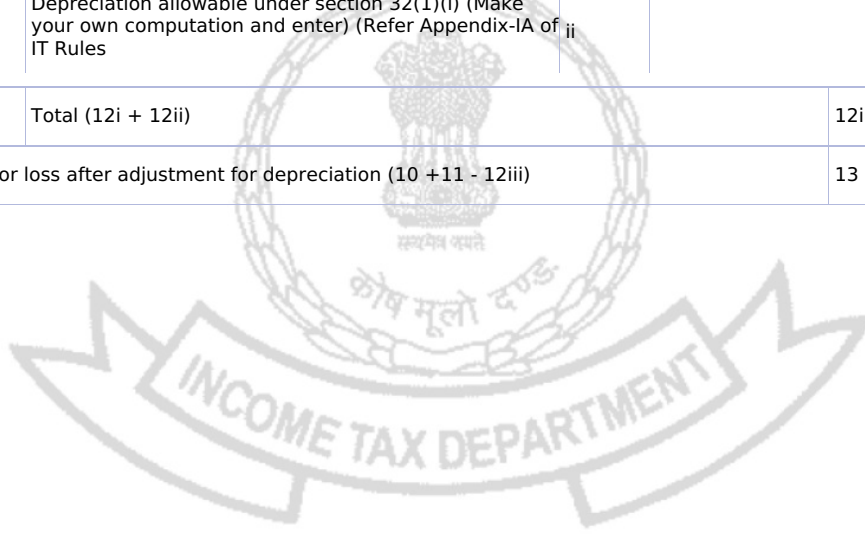 Depreciation allowable under section 32(1)(i) (Make
your own computation and enter) (Refer Appendix-IA of
IT Rules
ii
Total (12i + 12ii)
12i
or loss after adjustment for depreciation (10 +11 - 12iii)
13
सत्यमेव जयते
कोष मूलो दण्डः
INCOME TAX DEPARTMENT